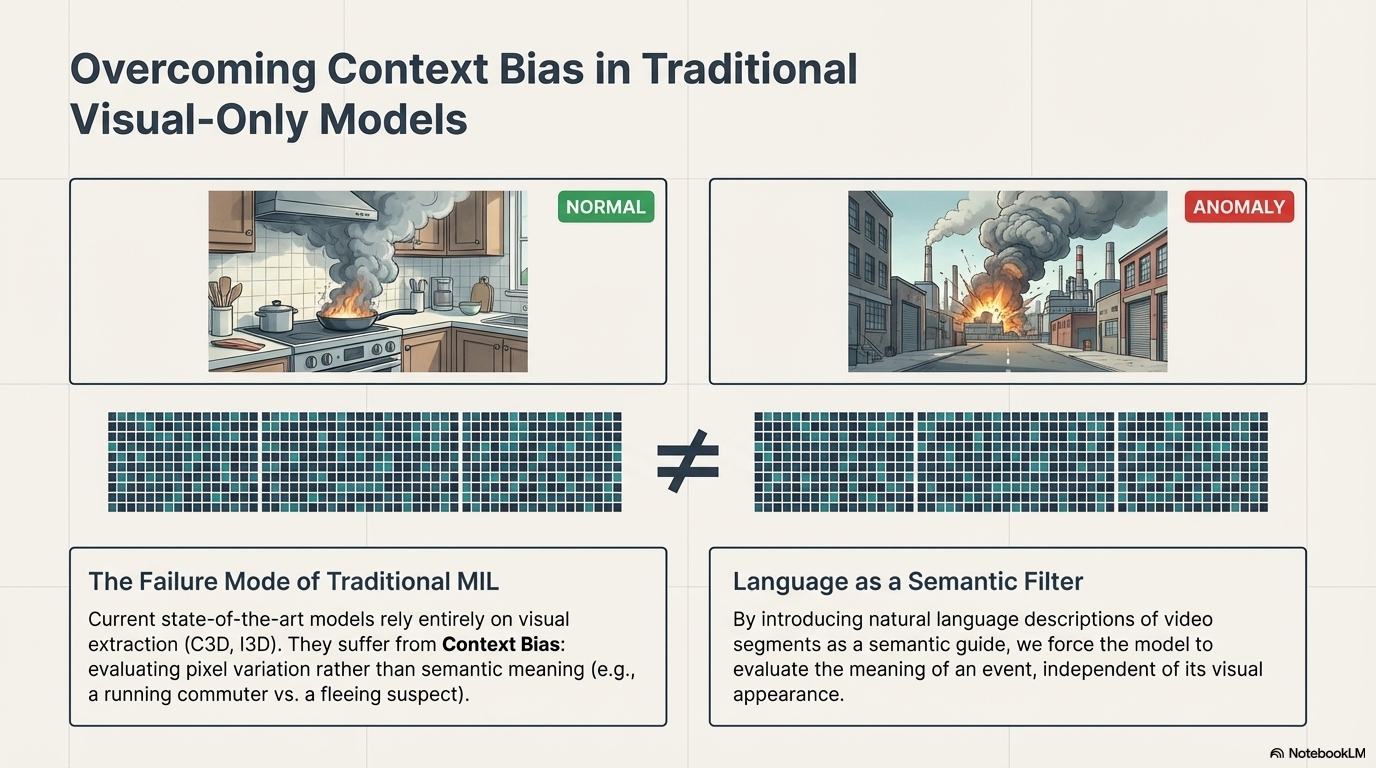 Overcoming Context Bias in Traditional
Visual-Only Models
NORMAL
ANOMALY
≠
The Failure Mode of Traditional MIL
Current state-of-the-art models rely entirely on visual
extraction (C3D, I3D). They suffer from Context Bias:
evaluating pixel variation rather than semantic meaning (e.g.,
a running commuter vs. a fleeing suspect).
Language as a Semantic Filter
By introducing natural language descriptions of video
segments as a semantic guide, we force the model to
evaluate the meaning of an event, independent of its visual
appearance.
NotebookLM